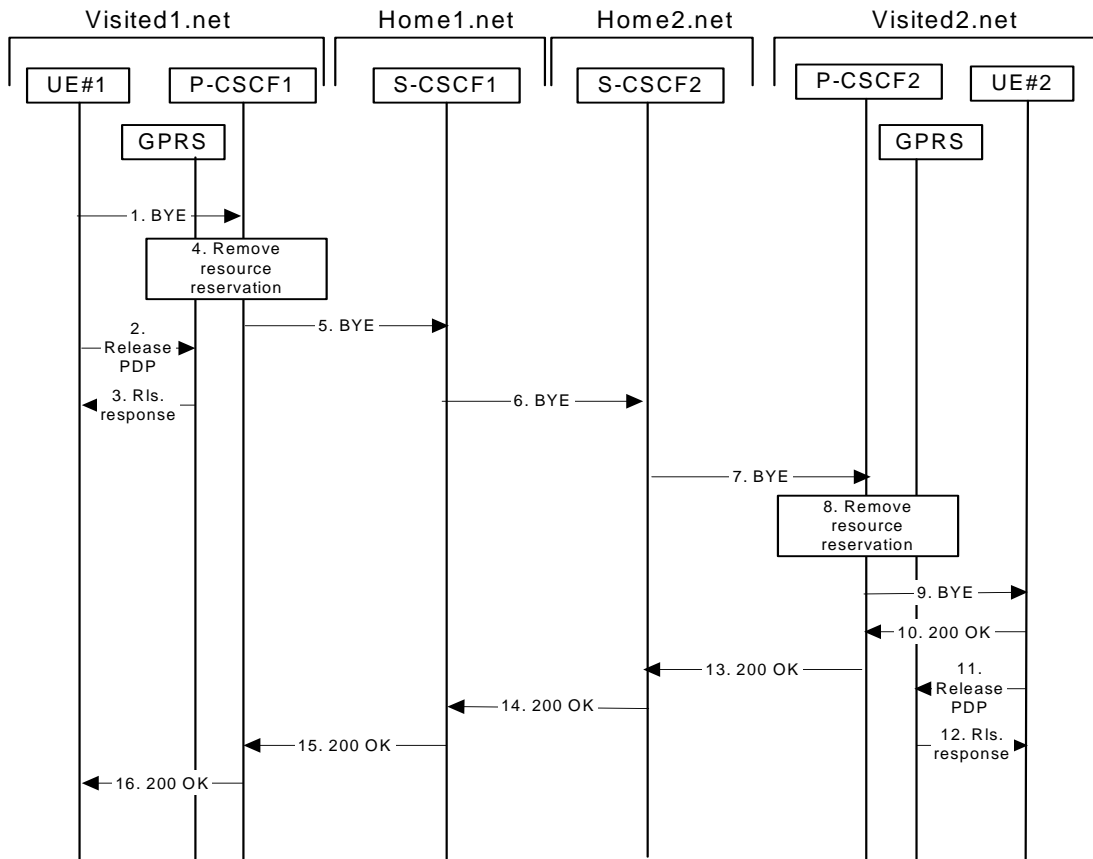 Visited1.net
Home1.net
Home2.net
Visited2.net
UE#1
P-CSCF1
S-CSCF1
S-CSCF2
P-CSCF2
UE#2
GPRS
GPRS
1. BYE
4. Remove
resource
reservation
5. BYE
2.
Release
PDP
3. Rls.
response
6. BYE
7. BYE
8. Remove
resource
reservation
9. BYE
10. 200 OK
13. 200 OK
11.
Release
PDP
14. 200 OK
12. Rls.
response
15. 200 OK
16. 200 OK